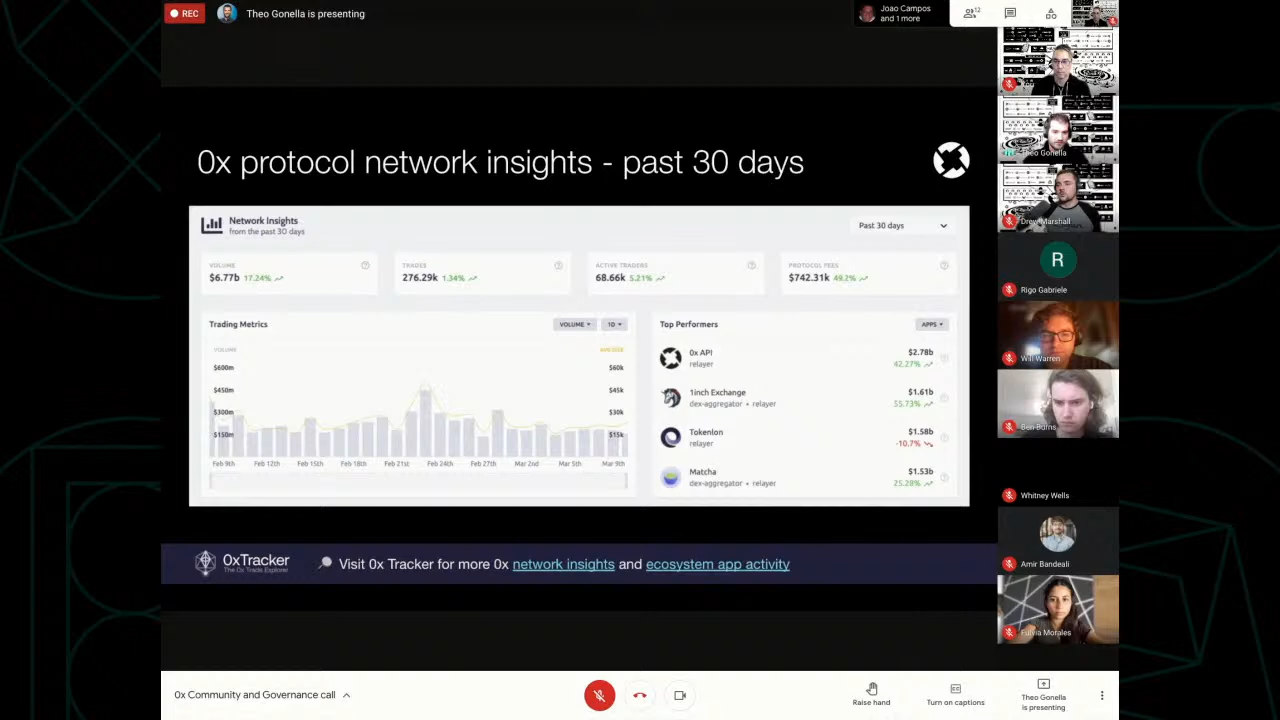 REC
Theo Gonella is presenting
Joao Campos
and 1 more
12
0x protocol network insights - past 30 days
Network Insights
from the past 30 days
Past 30 days
VOLUME
$6.77b 17.24%
TRADES
276.29k 1.34%
ACTIVE TRADERS
68.66k 5.21%
PROTOCOL FEES
$742.31k 49.2%
Trading Metrics
VOLUME
1D
VOLUME
$600m
$450m
$300m
$150m
$60k
$45k
$30k
$15k
Feb 9th
Feb 12th
Feb 15th
Feb 18th
Feb 21st
Feb 24th
Feb 27th
Mar 2nd
Mar 5th
Mar 9th
Top Performers
APPS
0x API
relayer
$2.78b
42.27%
1inch Exchange
dex-aggregator • relayer
$1.61b
55.73%
Tokenlon
relayer
$1.58b
-10.7%
Matcha
dex-aggregator • relayer
$1.53b
25.28%
0xTracker
The 0x Trade Explorer
Visit 0x Tracker for more 0x network insights and ecosystem app activity
Theo Gonella
Drew Marshall
R
Rigo Gabriele
Will Warren
Ben Burns
Whitney Wells
Amir Bandeali
Fulvia Morales
0x Community and Governance call
Raise hand
Turn on captions
Theo Gonella
is presenting